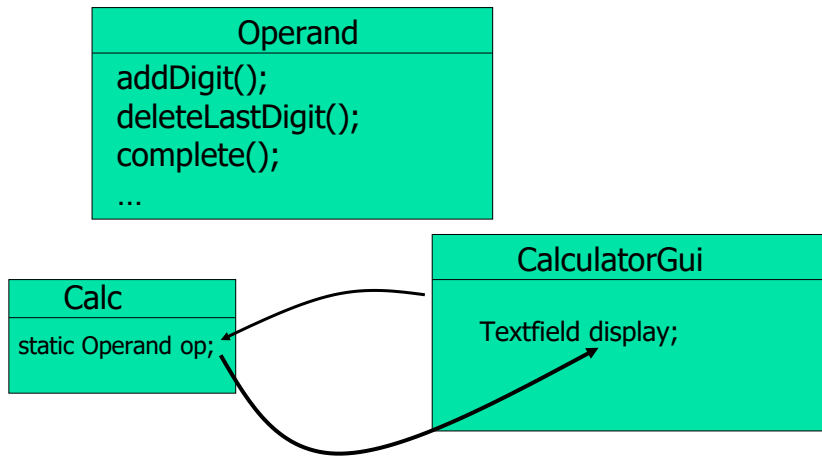 Operand
addDigit();
deleteLastDigit();
complete();
…
CalculatorGui
Calc
Textfield display;
static Operand op;